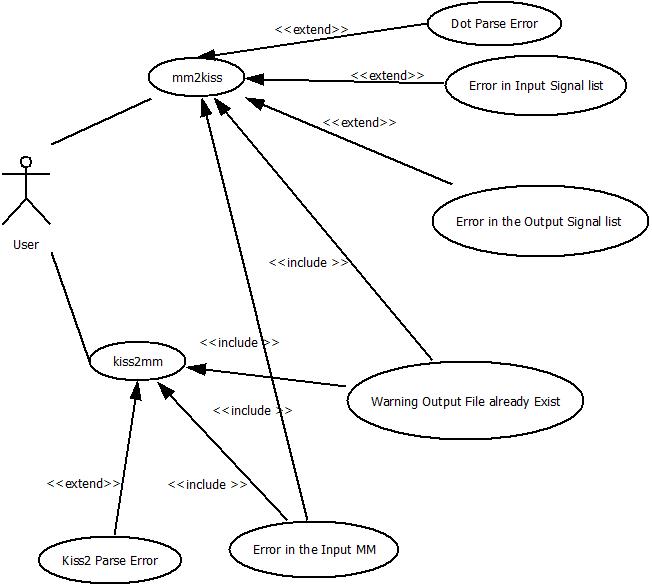 Dot Parse Error
<<extend>>
mm2kiss
<<extend>>
Error in Input Signal list
<<extend>>
Error in the Output Signal list
User
<<include >>
<<include >>
kiss2mm
Warning Output File already Exist
<<include >>
<<extend>>
<<include >>
Error in the Input MM
Kiss2 Parse Error